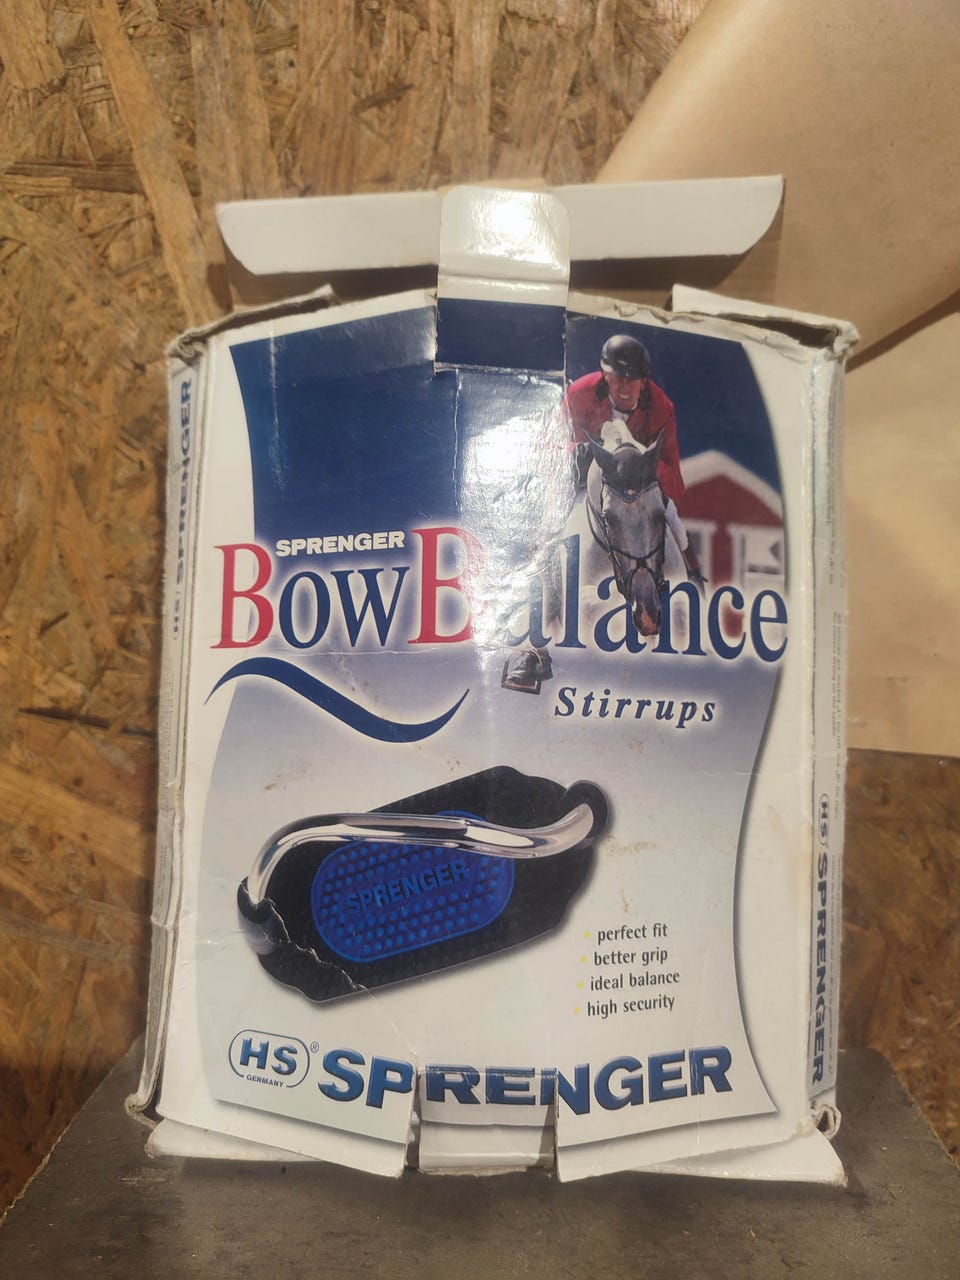 SPRENGER
BowBalance
Stirrups
SPRENGER
perfect fit
better grip
ideal balance
high security
HS®
GERMANY
SPRENGER
HS SPRENGER
HS SPRENGER